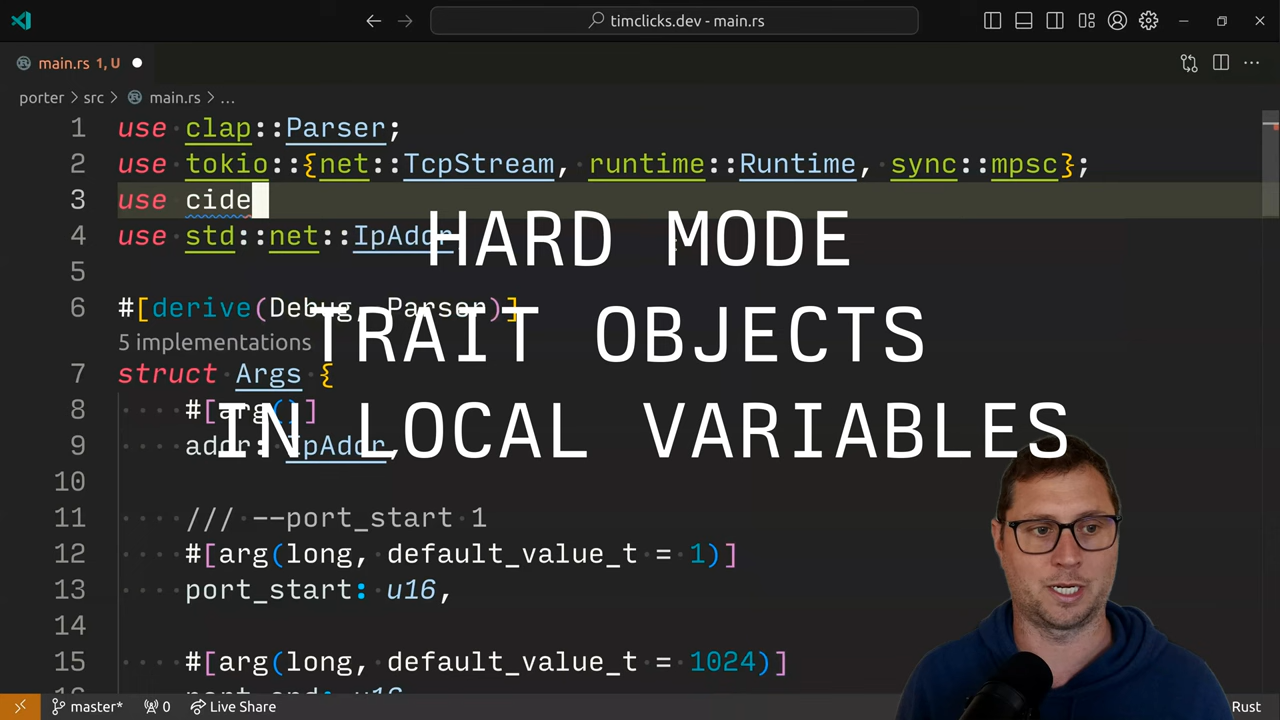 timclicks.dev - main.rs
main.rs 1, U
porter > src > main.rs > ...
1 use clap::Parser;
2 use tokio::{net::TcpStream, runtime::Runtime, sync::mpsc};
3 use cide
4 use std::net::IpAddr
5
6 #[derive(Debug, Parser)]
5 implementations
7 struct Args {
8 #[arg()]
9 addr: IpAddr,
10
11 /// --port_start 1
12 #[arg(long, default_value_t = 1)]
13 port_start: u16,
14
15 #[arg(long, default_value_t = 1024)]
16 port_end: u16
HARD MODE
TRAIT OBJECTS
IN LOCAL VARIABLES
master* 0 Live Share Rust